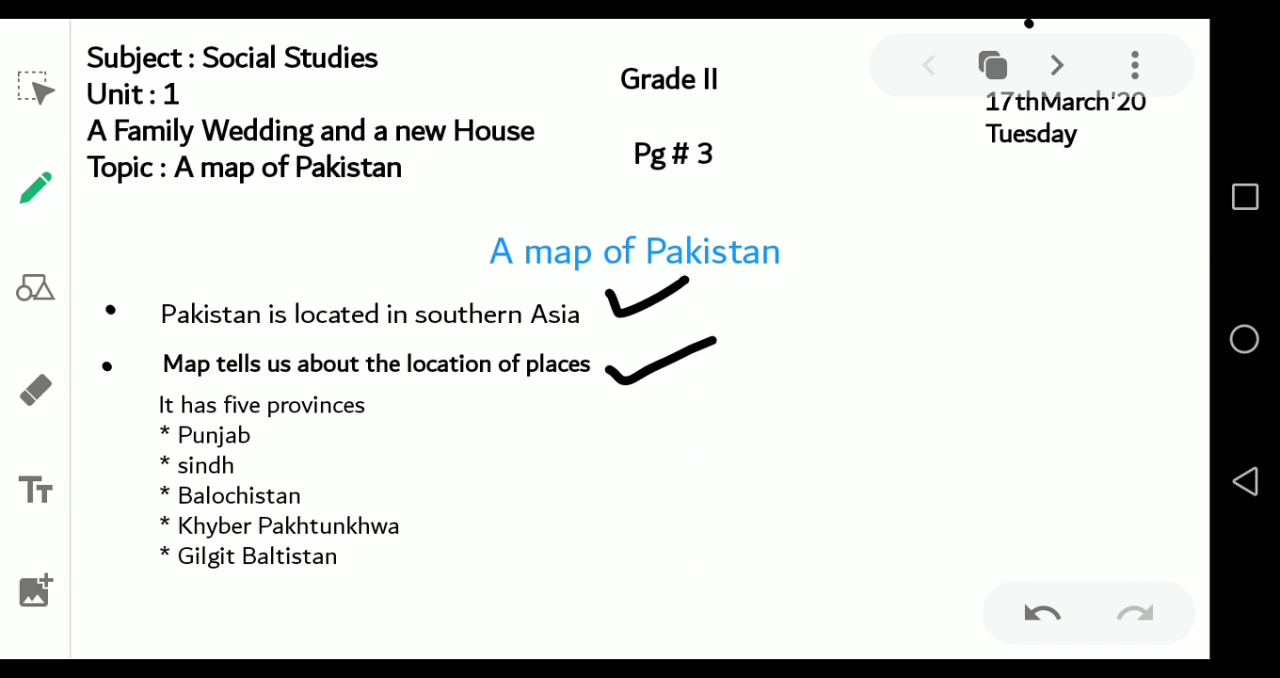 Subject : Social Studies
Unit : 1
A Family Wedding and a new House
Topic : A map of Pakistan
Grade II
Pg # 3
17thMarch'20
Tuesday
A map of Pakistan
• Pakistan is located in southern Asia
• Map tells us about the location of places
It has five provinces
* Punjab
* sindh
* Balochistan
* Khyber Pakhtunkhwa
* Gilgit Baltistan
TT